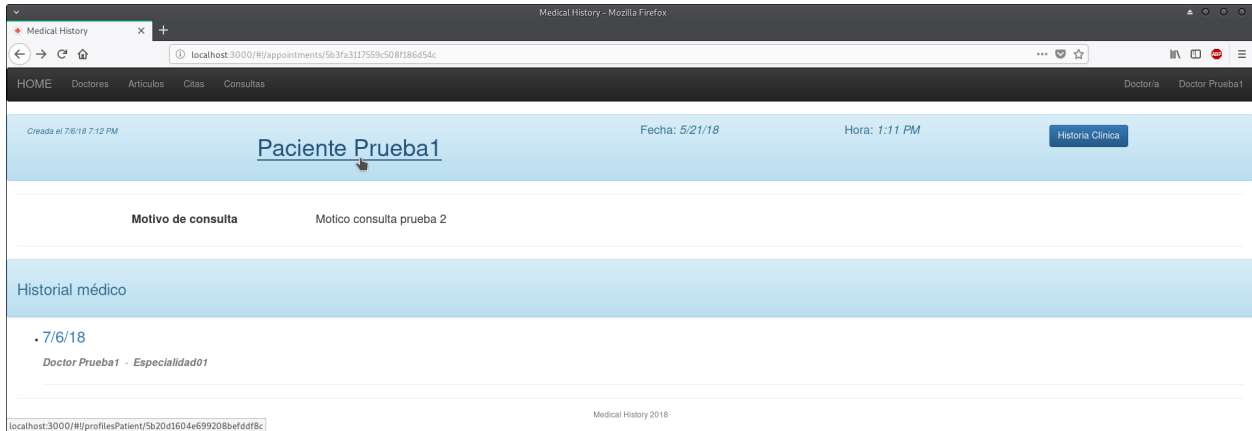 Medical History - Mozilla Firefox
Medical History
localhost:3000/#!/appointments/5b3fa3117559c508f186d54c
ABP
HOME Doctores Artículos Citas Consultas Doctor/a Doctor Prueba1
Creada el 7/6/18 7:12 PM
Paciente Prueba1
Fecha: 5/21/18 Hora: 1:11 PM
Historia Clínica
Motivo de consulta Motico consulta prueba 2
Historial médico
7/6/18
Doctor Prueba1 - Especialidad01
Medical History 2018
localhost:3000/#!/profilesPatient/5b20d1604e699208befddf8c